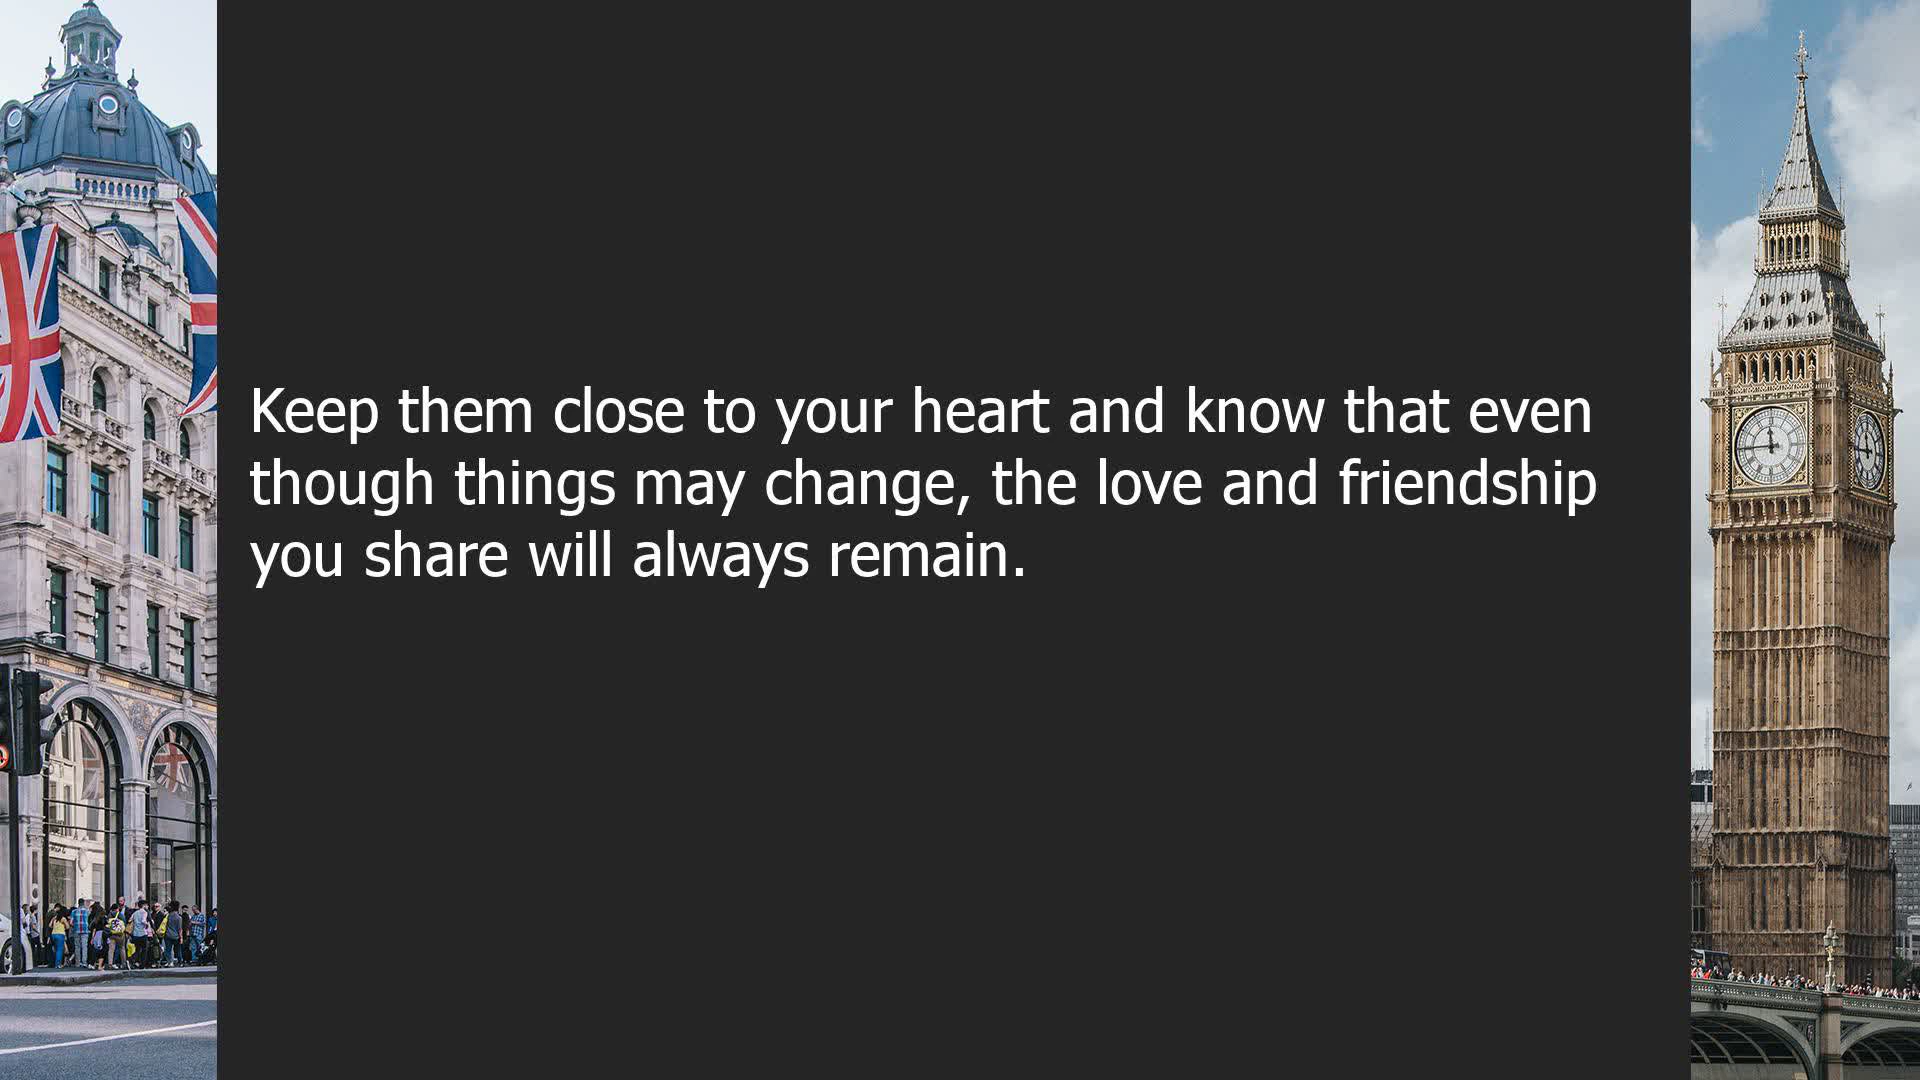 Keep them close to your heart and know that even
though things may change, the love and friendship
you share will always remain.